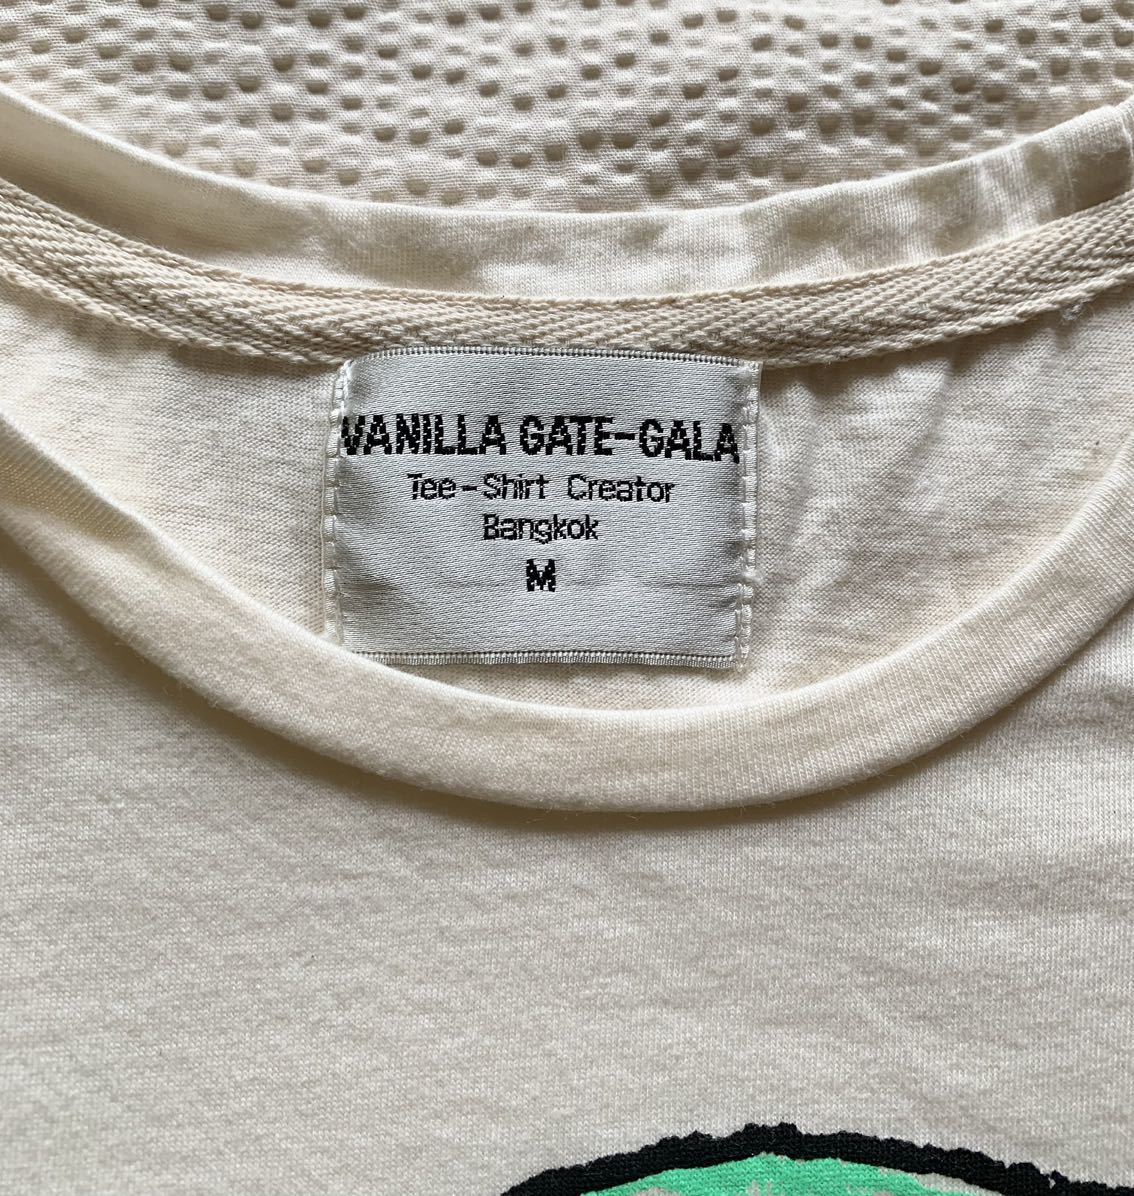 VANILLA GATE-GALA
Tee-Shirt Creator
Bangkok
M